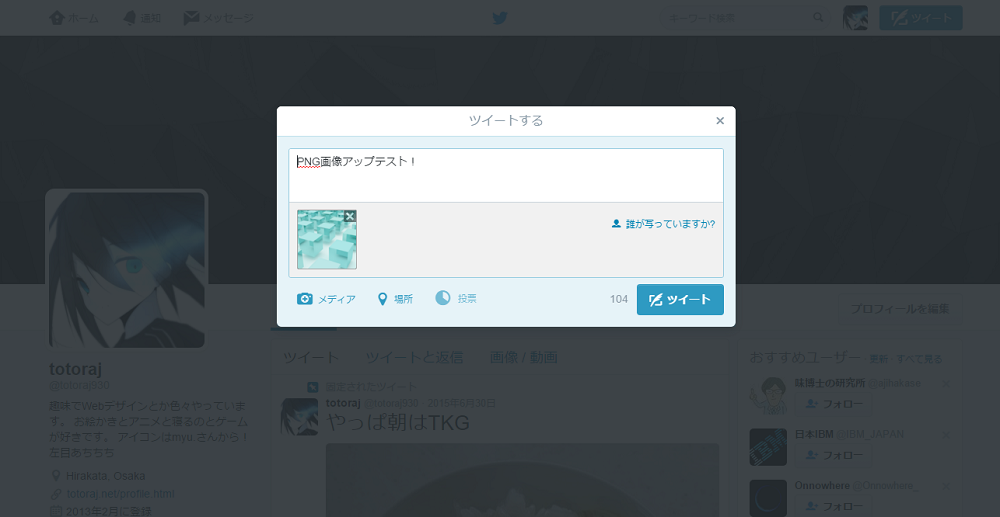 ホーム 通知 メッセージ キーワード検索 ツイート
ツイートする
PNG画像アップテスト！
誰が写っていますか?
メディア 場所 投票 104 ツイート
プロフィールを編集
totoraj
@totoraj930
趣味でWebデザインとか色々やっていま
す。 お絵かきとアニメと寝るのとゲーム
が好きです。 アイコンはmyu.さんから！
左目あちちち
Hirakata, Osaka
totoraj.net/profile.html
2013年2月に登録
ツイート ツイートと返信 画像 / 動画
固定されたツイート
totoraj @totoraj930 · 2015年6月28日
やっぱ朝はTKG
おすすめユーザー · 更新 · すべて見る
味博士の研究所
フォロー
IBM
日本IBM @IBM_JAPAN
フォロー
Onnowhere @Onnowhere_
フォロー